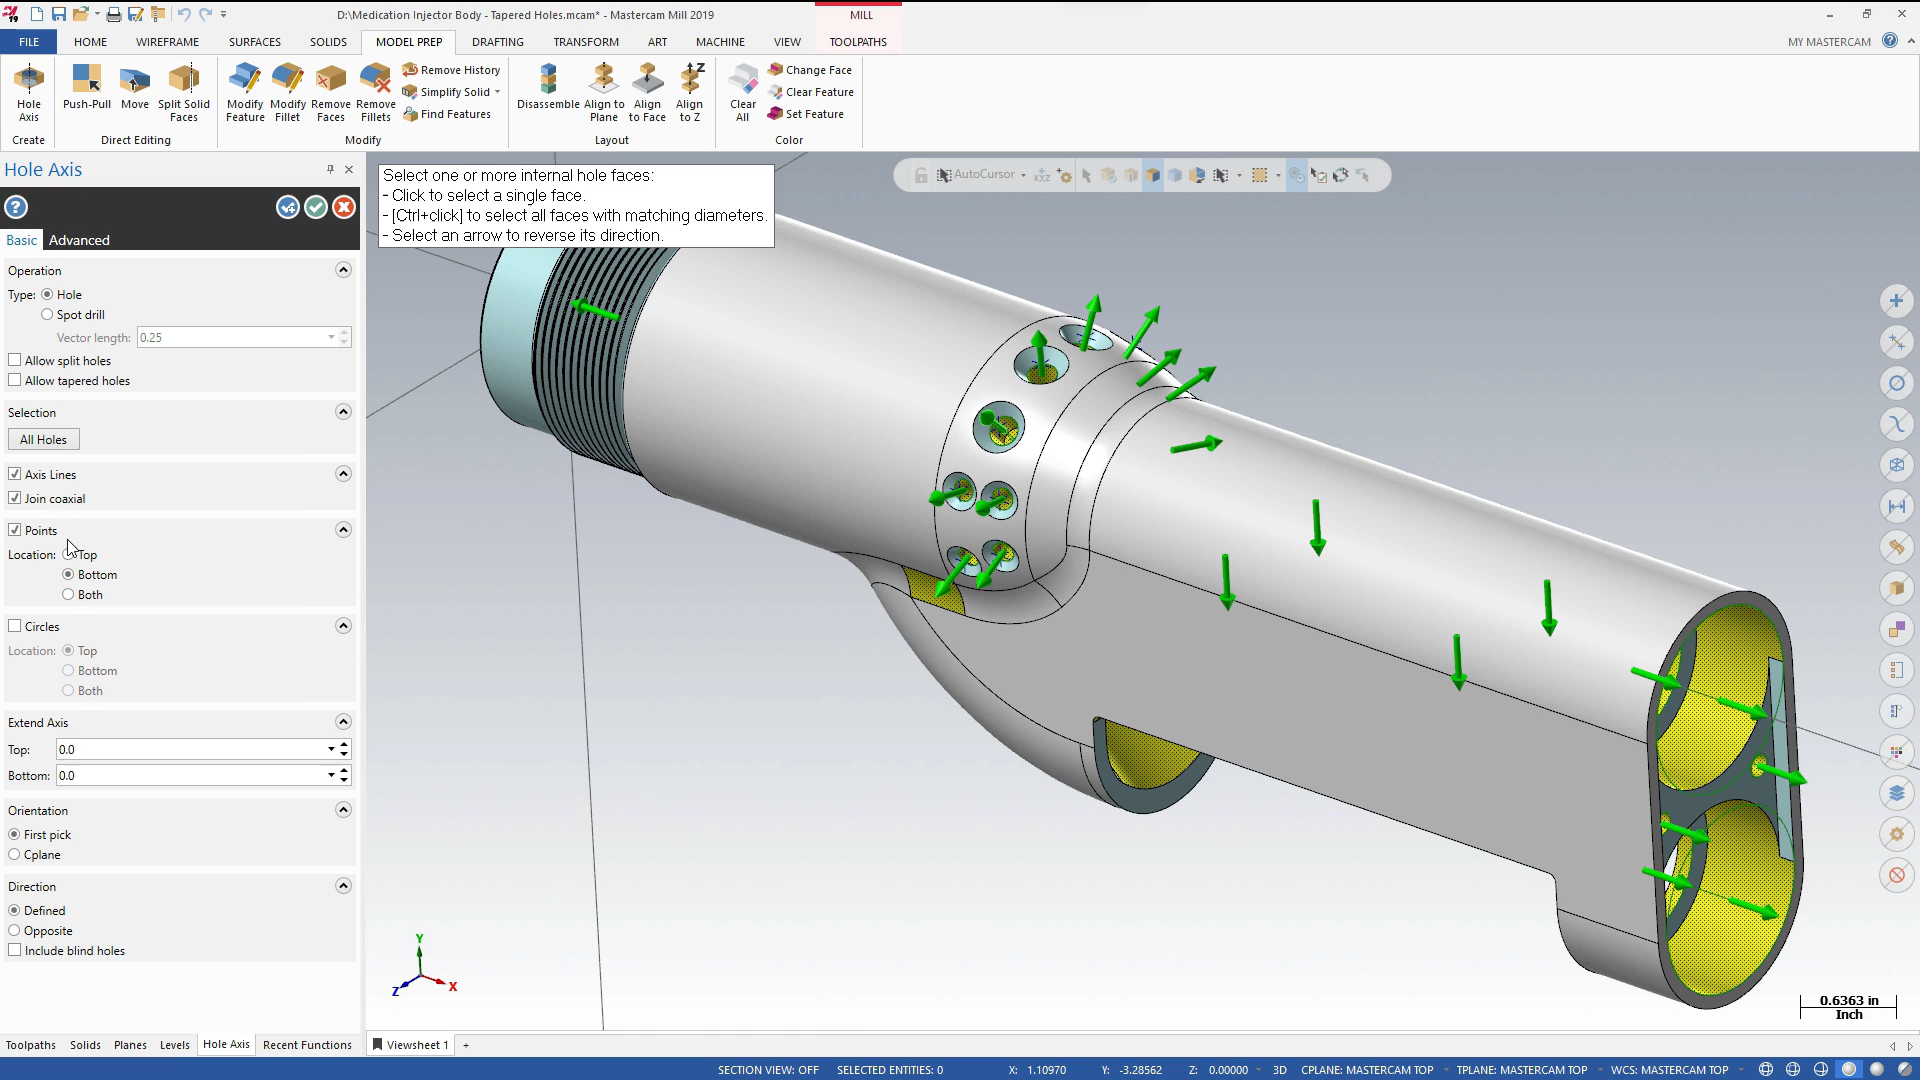 D:\Medication Injector Body - Tapered Holes.mcam* - Mastercam Mill 2019
MILL
FILE HOME WIREFRAME SURFACES SOLIDS MODEL PREP DRAFTING TRANSFORM ART MACHINE VIEW TOOLPATHS MY MASTERCAM
Hole Axis
Push-Pull
Move
Split Solid Faces
Modify Feature
Modify Fillet
Remove Faces
Remove Fillets
Remove History
Simplify Solid
Find Features
Disassemble
Align to Plane
Align to Face
Align to Z
Clear All
Change Face
Clear Feature
Set Feature
Create Direct Editing Modify Layout Color
Hole Axis
Basic Advanced
Operation
Type: Hole
Spot drill
Vector length: 0.25
Allow split holes
Allow tapered holes
Selection
All Holes
Axis Lines
Join coaxial
Points
Location: Top
Bottom
Both
Circles
Location: Top
Bottom
Both
Extend Axis
Top: 0.0
Bottom: 0.0
Orientation
First pick
Cplane
Direction
Defined
Opposite
Include blind holes
Toolpaths Solids Planes Levels Hole Axis Recent Functions
Select one or more internal hole faces:
- Click to select a single face.
- [Ctrl+click] to select all faces with matching diameters.
- Select an arrow to reverse its direction.
AutoCursor
Y
Z
X
0.6363 in
Inch
Viewsheet 1 +
SECTION VIEW: OFF SELECTED ENTITIES: 0 X: 1.10970 Y: -3.28562 Z: 0.00000 3D CPLANE: MASTERCAM TOP TPLANE: MASTERCAM TOP WCS: MASTERCAM TOP